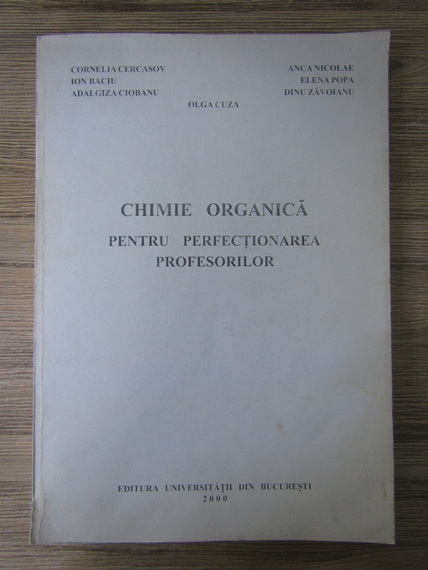 CORNELIA CERCASOV ANCA NICOLAE
ION BACIU ELENA POPA
ADALGIZA CIOBANU DINU ZĂVOIANU
OLGA CUZA
CHIMIE ORGANICĂ
PENTRU PERFECȚIONAREA
PROFESORILOR
EDITURA UNIVERSITĂȚII DIN BUCUREȘTI
2000